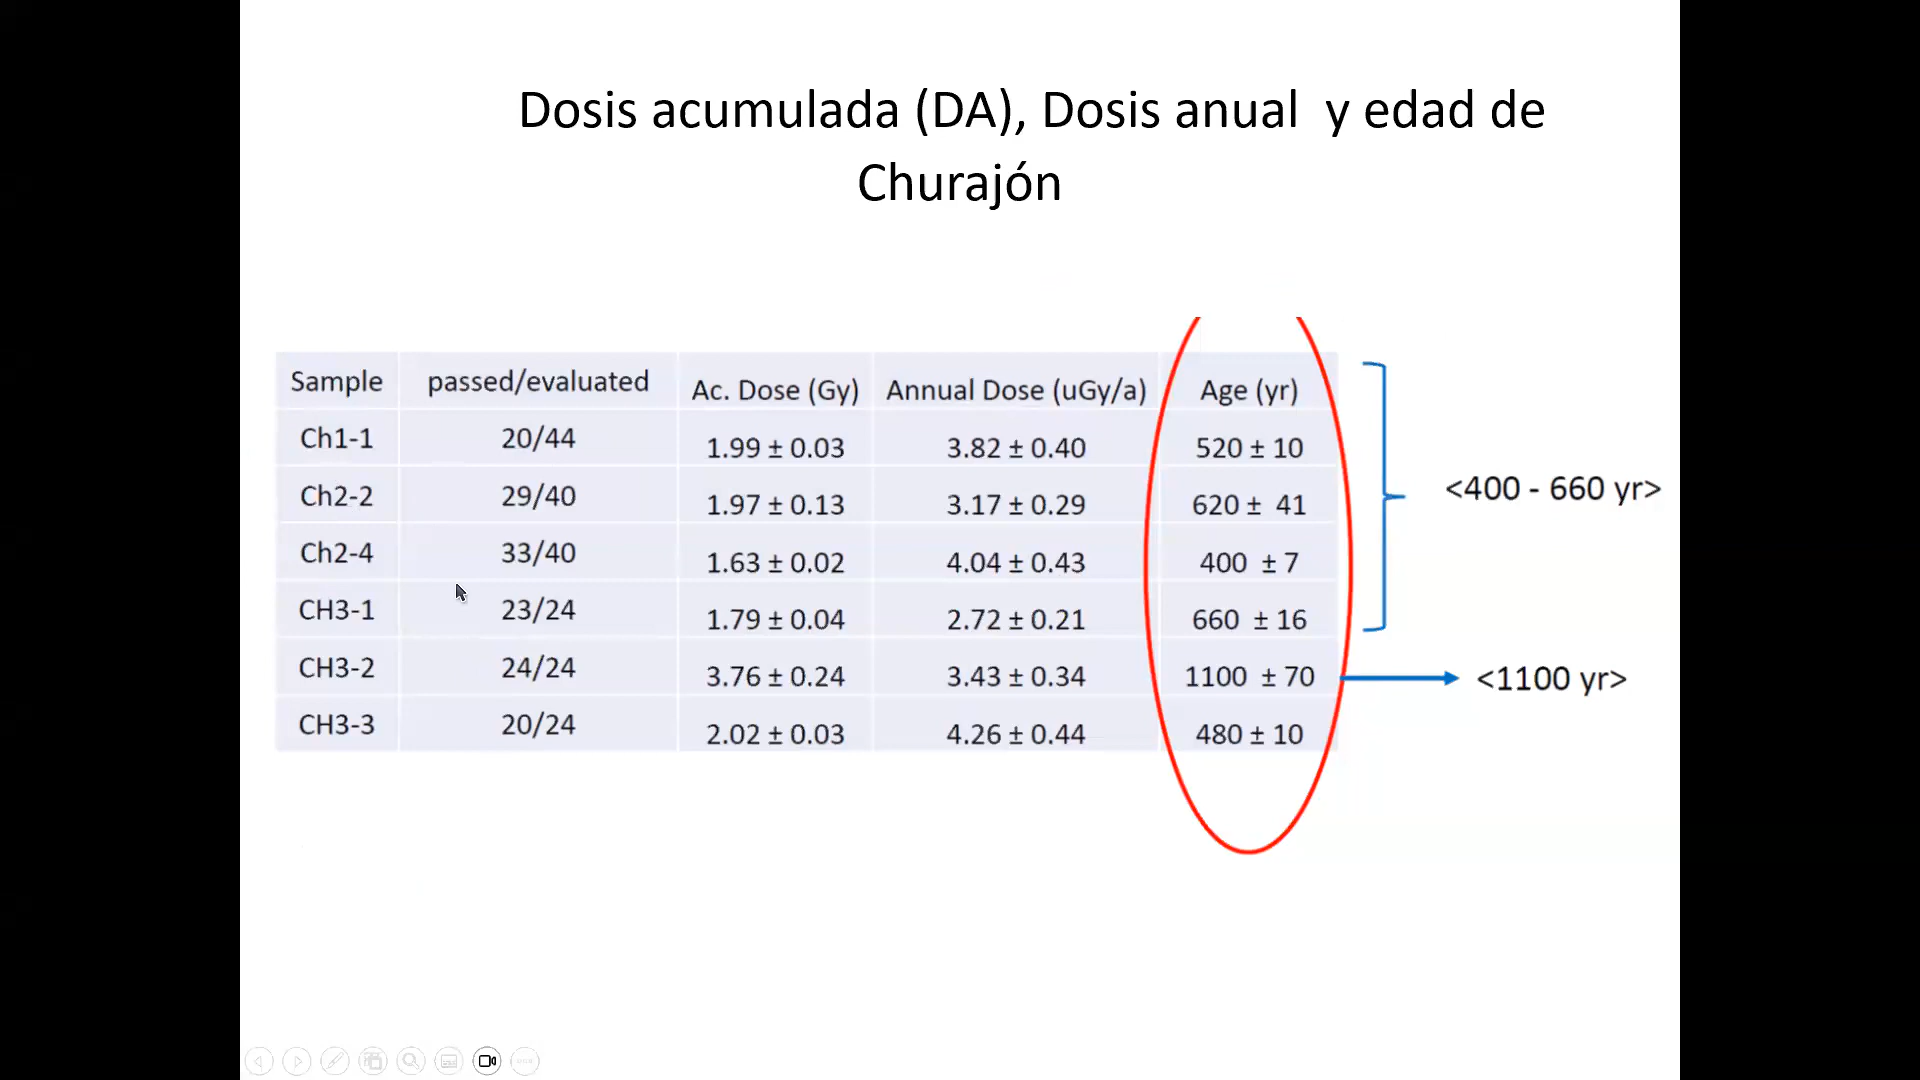 Dosis acumulada (DA), Dosis anual y edad de
Churajón
Sample passed/evaluated Ac. Dose (Gy) Annual Dose (uGy/a) Age (yr)
Ch1-1 20/44 1.99 ± 0.03 3.82 ± 0.40 520 ± 10
Ch2-2 29/40 1.97 ± 0.13 3.17 ± 0.29 620 ± 41
Ch2-4 33/40 1.63 ± 0.02 4.04 ± 0.43 400 ± 7
CH3-1 23/24 1.79 ± 0.04 2.72 ± 0.21 660 ± 16
CH3-2 24/24 3.76 ± 0.24 3.43 ± 0.34 1100 ± 70
CH3-3 20/24 2.02 ± 0.03 4.26 ± 0.44 480 ± 10
<400 - 660 yr>
<1100 yr>